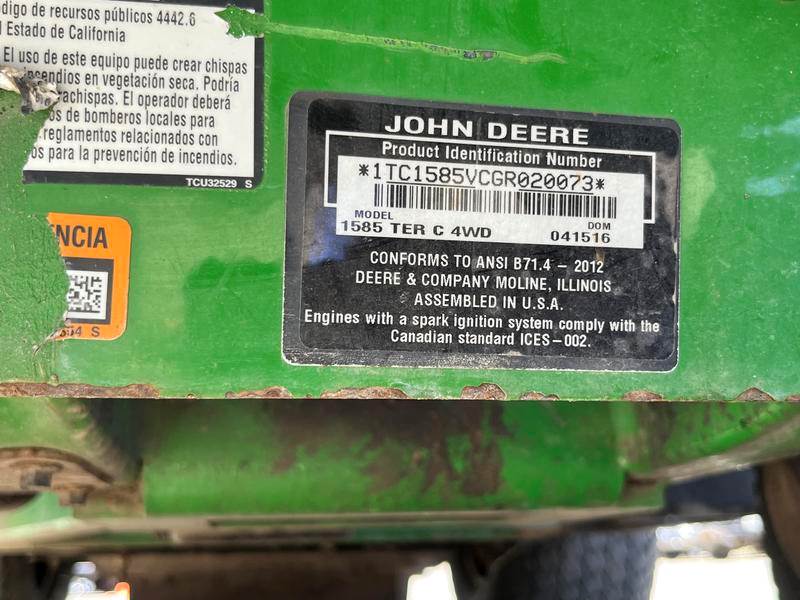 ódigo de recursos públicos 4442.6
l Estado de California
El uso de este equipo puede crear chispas
incendios en vegetación seca. Podría
achispas. El operador deberá
os de bomberos locales para
reglamentos relacionados con
os para la prevención de incendios.
TCU32529 S
NCIA
S
JOHN DEERE
Product Identification Number
*1TC1585VCGR020073*
MODEL
DOM
1585 TER C 4WD
041516
CONFORMS TO ANSI B71.4 – 2012
DEERE & COMPANY MOLINE, ILLINOIS
ASSEMBLED IN U.S.A.
Engines with a spark ignition system comply with the
Canadian standard ICES–002.